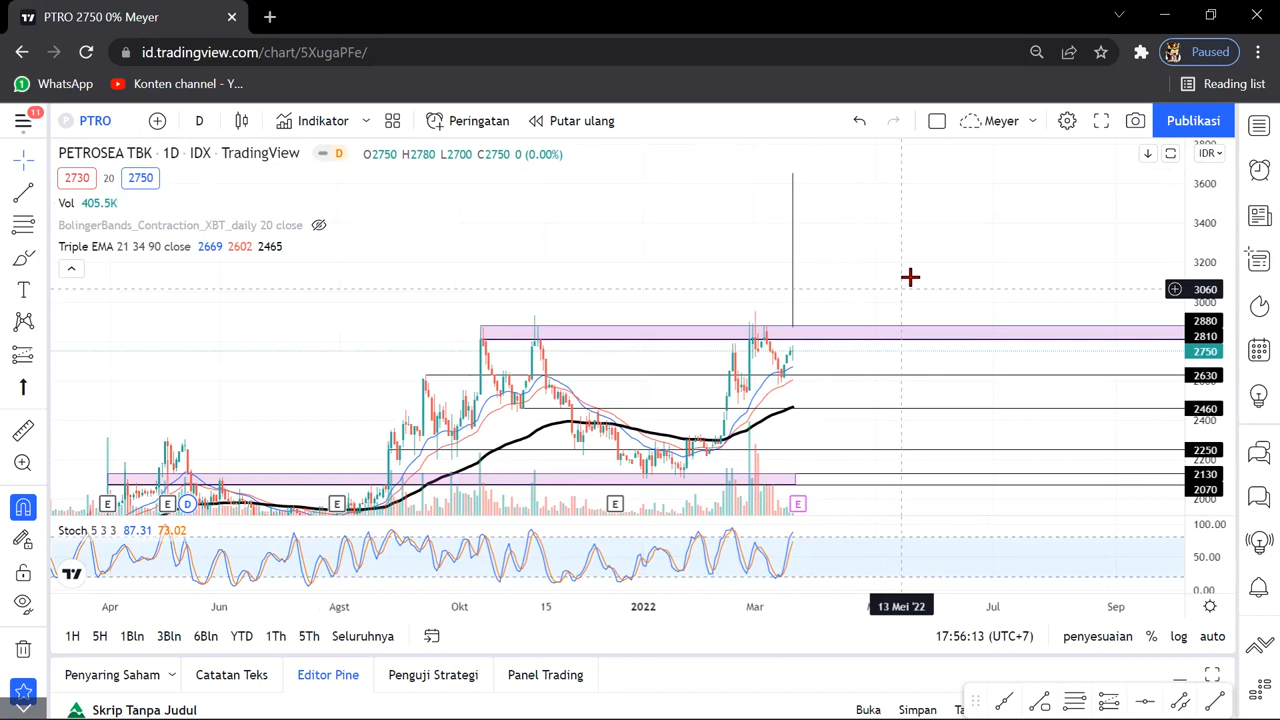 PTRO 2750 0% Meyer
id.tradingview.com/chart/5XugaPFe/
Paused
WhatsApp
Konten channel - Y...
Reading list
11
P PTRO
D
Indikator
Peringatan
Putar ulang
Meyer
Publikasi
PETROSEA TBK · 1D · IDX · TradingView
D
O2750 H2780 L2700 C2750 0 (0.00%)
IDR
2730 20 2750
Vol 405.5K
BolingerBands_Contraction_XBT_daily 20 close
Triple EMA 21 34 90 close 2669 2602 2465
3600
3400
3200
3060
3000
2880
2810
2750
2630
2460
2400
2250
2130
2070
2000
E E D E E E
Stoch 5 3 3 87.31 73.02
100.00
50.00
0.00
Apr Jun Agst Okt 15 2022 Mar 13 Mei '22 Jul Sep
1H 5H 1Bln 3Bln 6Bln YTD 1Th 5Th Seluruhnya
17:56:13 (UTC+7) penyesuaian % log auto
Penyaring Saham Catatan Teks Editor Pine Penguji Strategi Panel Trading
Skrip Tanpa Judul
Buka Simpan